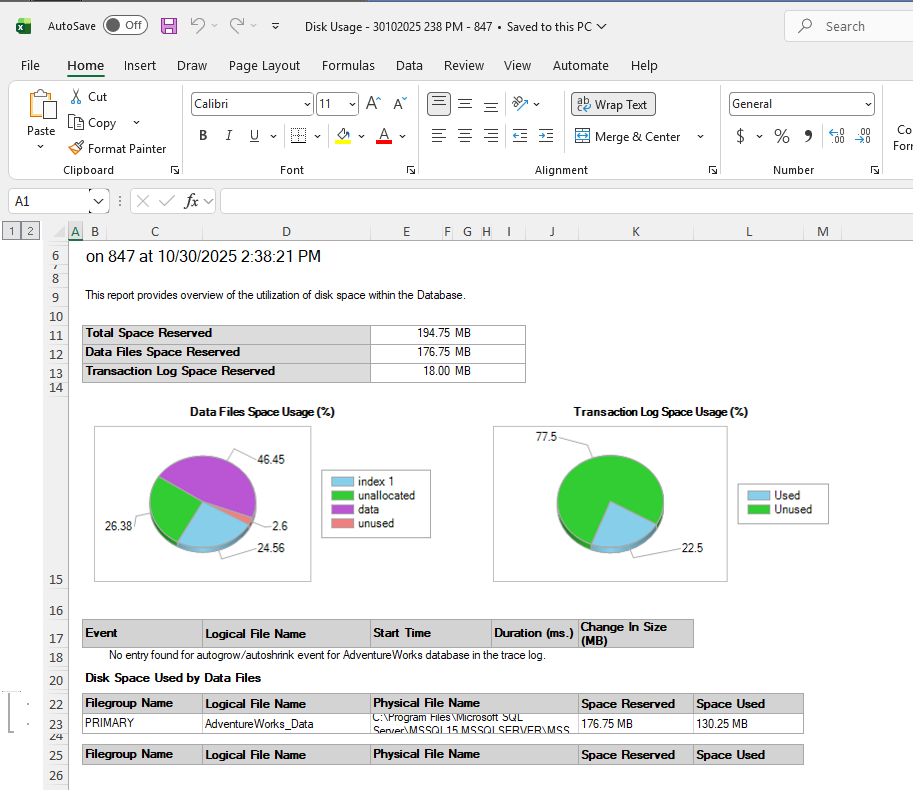 AutoSave Off Disk Usage - 30102025 238 PM - 847 • Saved to this PC Search
File Home Insert Draw Page Layout Formulas Data Review View Automate Help
Paste
Cut
Copy
Format Painter
Clipboard
Calibri 11
B I U A
Font
Wrap Text
Merge & Center
Alignment
General
$ % 9
Number
Co
Forr
A1 fx
1 2 A B C D E F G H I J K L M
6 on 847 at 10/30/2025 2:38:21 PM
7
8
9 This report provides overview of the utilization of disk space within the Database.
10
11 Total Space Reserved 194.75 MB
12 Data Files Space Reserved 176.75 MB
13 Transaction Log Space Reserved 18.00 MB
14
Data Files Space Usage (%)
46.45
26.38
2.6
24.56
index 1
unallocated
data
unused
Transaction Log Space Usage (%)
77.5
22.5
Used
Unused
15
16
17 Event Logical File Name Start Time Duration (ms.) Change In Size (MB)
18 No entry found for autogrow/autoshrink event for AdventureWorks database in the trace log.
20 Disk Space Used by Data Files
22 Filegroup Name Logical File Name Physical File Name Space Reserved Space Used
23 PRIMARY AdventureWorks_Data C:\Program Files\Microsoft SQL Server\MSSQL15.MSSQLSERVER\MSS 176.75 MB 130.25 MB
24
25 Filegroup Name Logical File Name Physical File Name Space Reserved Space Used
26